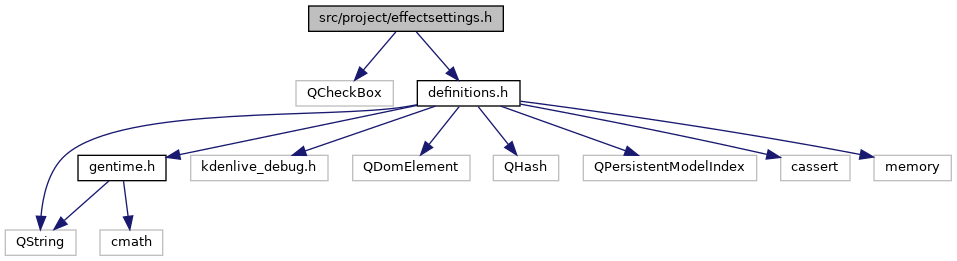 src/project/effectsettings.h
QCheckBox
definitions.h
gentime.h
kdenlive_debug.h
QDomElement
QHash
QPersistentModelIndex
cassert
memory
QString
cmath